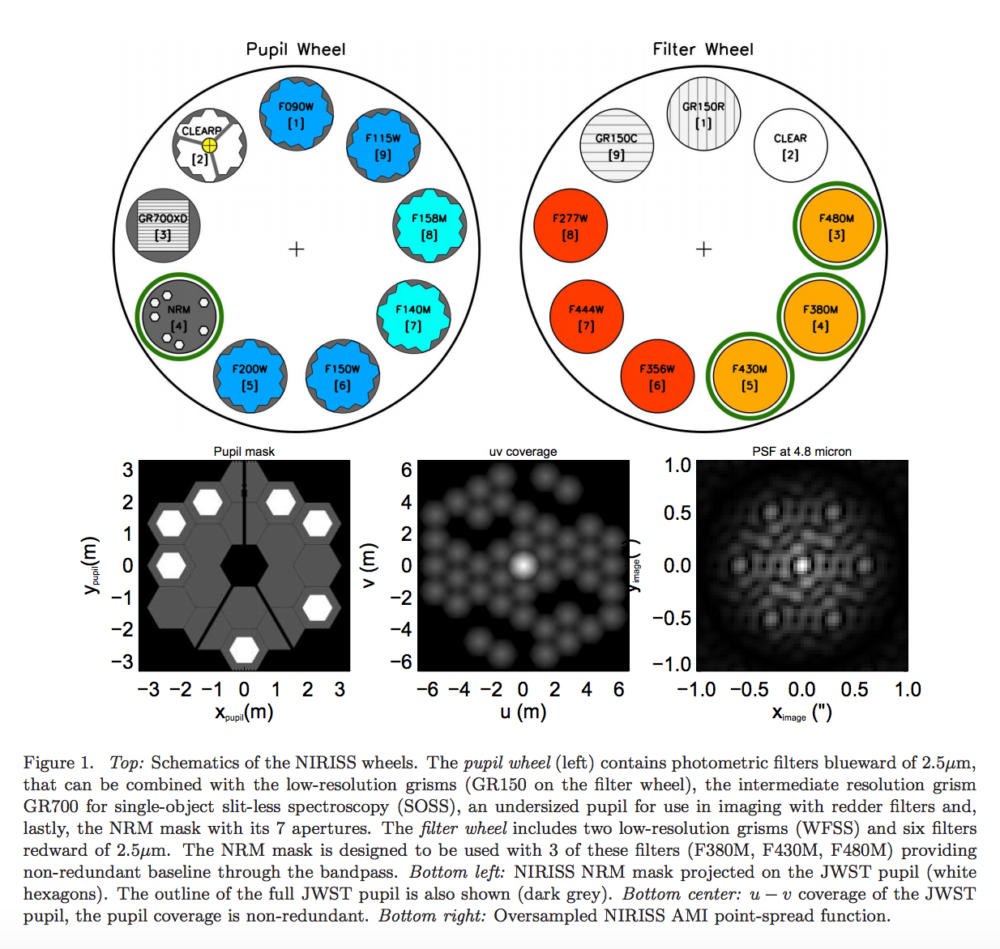 Pupil Wheel
Filter Wheel
F090W
[1]
CLEARP
[2]
F115W
[9]
GR700XD
[3]
F158M
[8]
NRM
[4]
F140M
[7]
F200W
[5]
F150W
[6]
GR150R
[1]
GR150C
[9]
CLEAR
[2]
F277W
[8]
F480M
[3]
F444W
[7]
F380M
[4]
F356W
[6]
F430M
[5]
Pupil mask
3
2
1
0
−1
−2
−3
y pupil(m)
−3 −2 −1 0 1 2 3
x pupil(m)
uv coverage
6
4
2
0
−2
−4
−6
v (m)
−6 −4 −2 0 2 4 6
u (m)
PSF at 4.8 micron
1.0
0.5
0.0
−0.5
−1.0
y image(")
−1.0 −0.5 0.0 0.5 1.0
x image (")
Figure 1. Top: Schematics of the NIRISS wheels. The pupil wheel (left) contains photometric filters blueward of 2.5μm,
that can be combined with the low-resolution grisms (GR150 on the filter wheel), the intermediate resolution grism
GR700 for single-object slit-less spectroscopy (SOSS), an undersized pupil for use in imaging with redder filters and,
lastly, the NRM mask with its 7 apertures. The filter wheel includes two low-resolution grisms (WFSS) and six filters
redward of 2.5μm. The NRM mask is designed to be used with 3 of these filters (F380M, F430M, F480M) providing
non-redundant baseline through the bandpass. Bottom left: NIRISS NRM mask projected on the JWST pupil (white
hexagons). The outline of the full JWST pupil is also shown (dark grey). Bottom center: u − v coverage of the JWST
pupil, the pupil coverage is non-redundant. Bottom right: Oversampled NIRISS AMI point-spread function.